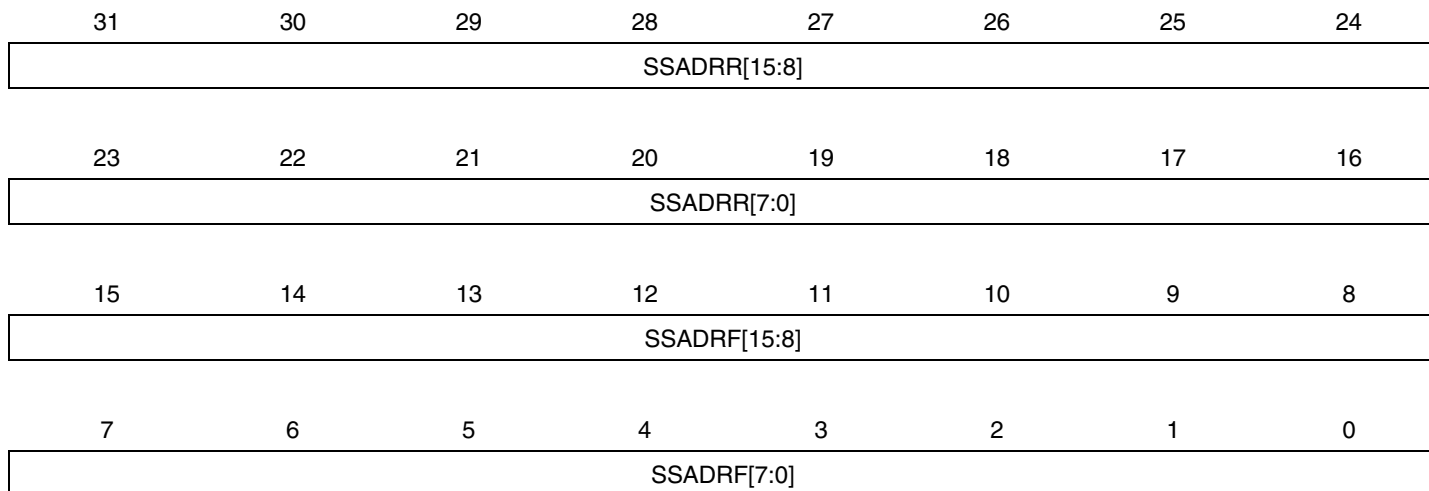 31 30 29 28 27 26 25 24
SSADRR[15:8]
23 22 21 20 19 18 17 16
SSADRR[7:0]
15 14 13 12 11 10 9 8
SSADRF[15:8]
7 6 5 4 3 2 1 0
SSADRF[7:0]